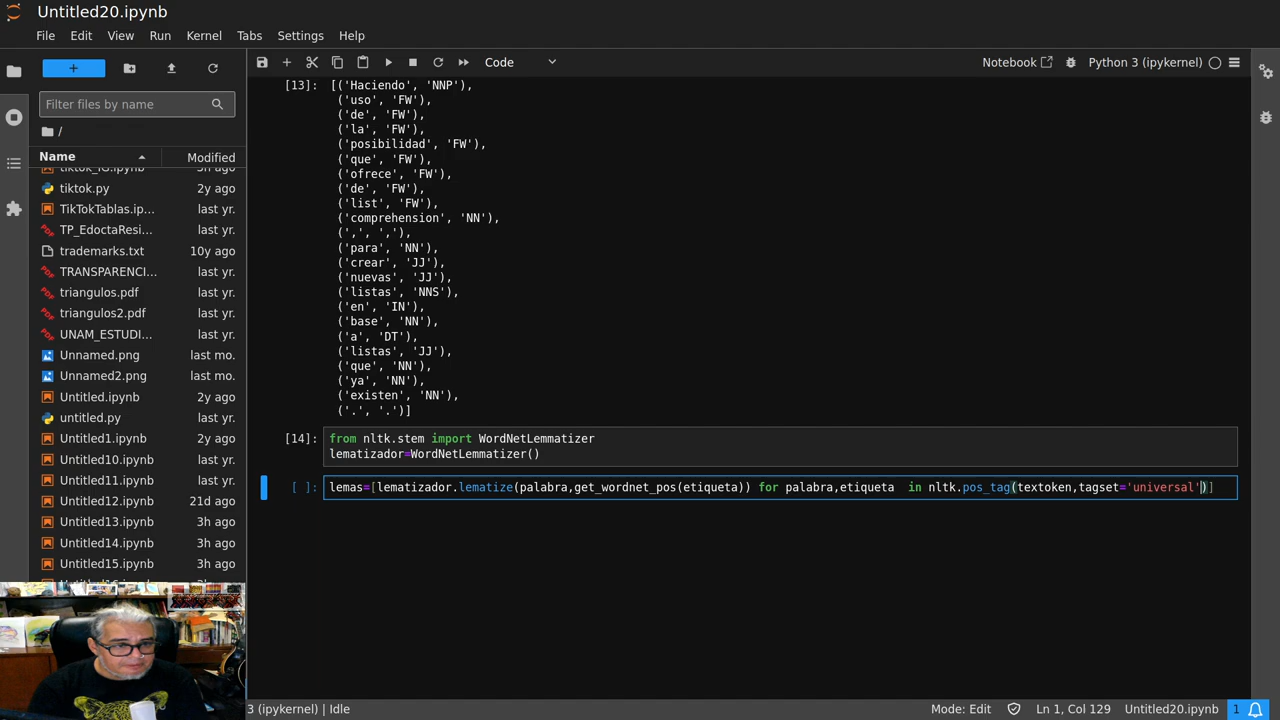 Untitled20.ipynb
File Edit View Run Kernel Tabs Settings Help
Code
Notebook
Python 3 (ipykernel)
Filter files by name
/
Name Modified
tiktok_IG.ipynb 3h ago
tiktok.py 2y ago
TikTokTablas.ip... last yr.
TP_EdoctaResi... last yr.
trademarks.txt 10y ago
TRANSPARENCI... last yr.
triangulos.pdf last yr.
triangulos2.pdf last yr.
UNAM_ESTUDI... last yr.
Unnamed.png last mo.
Unnamed2.png last mo.
Untitled.ipynb 2y ago
untitled.py last yr.
Untitled1.ipynb 2y ago
Untitled10.ipynb last yr.
Untitled11.ipynb last yr.
Untitled12.ipynb 21d ago
Untitled13.ipynb 3h ago
Untitled14.ipynb 3h ago
Untitled15.ipynb 3h ago
[13]: [('Haciendo', 'NNP'),
('uso', 'FW'),
('de', 'FW'),
('la', 'FW'),
('posibilidad', 'FW'),
('que', 'FW'),
('ofrece', 'FW'),
('de', 'FW'),
('list', 'FW'),
('comprehension', 'NN'),
(',', ','),
('para', 'NN'),
('crear', 'JJ'),
('nuevas', 'JJ'),
('listas', 'NNS'),
('en', 'IN'),
('base', 'NN'),
('a', 'DT'),
('listas', 'JJ'),
('que', 'NN'),
('ya', 'NN'),
('existen', 'NN'),
('.', '.')]
[14]: from nltk.stem import WordNetLemmatizer
lematizador=WordNetLemmatizer()
[ ]: lemas=[lematizador.lematize(palabra,get_wordnet_pos(etiqueta)) for palabra,etiqueta  in nltk.pos_tag(textoken,tagset='universal')]
3 (ipykernel) | Idle
Mode: Edit
Ln 1, Col 129
Untitled20.ipynb
1